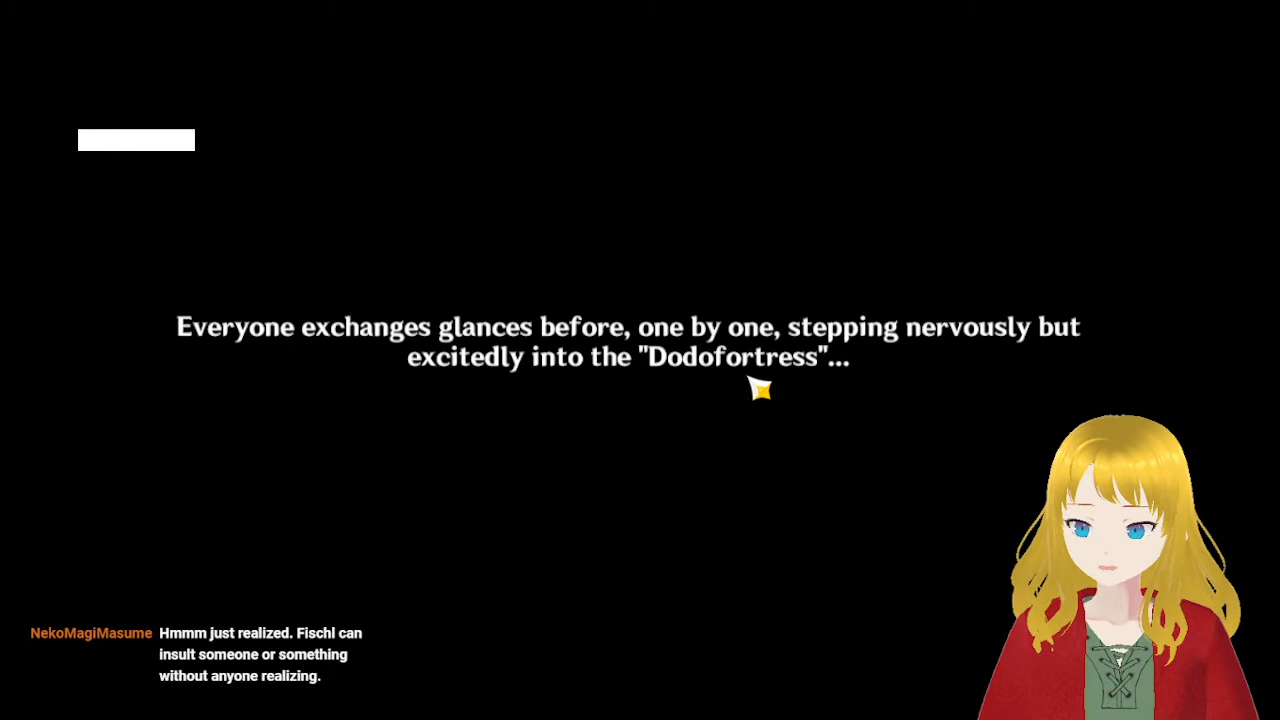 Everyone exchanges glances before, one by one, stepping nervously but
excitedly into the "Dodofortress"...
NekoMagiMasume Hmmm just realized. Fischl can
insult someone or something
without anyone realizing.